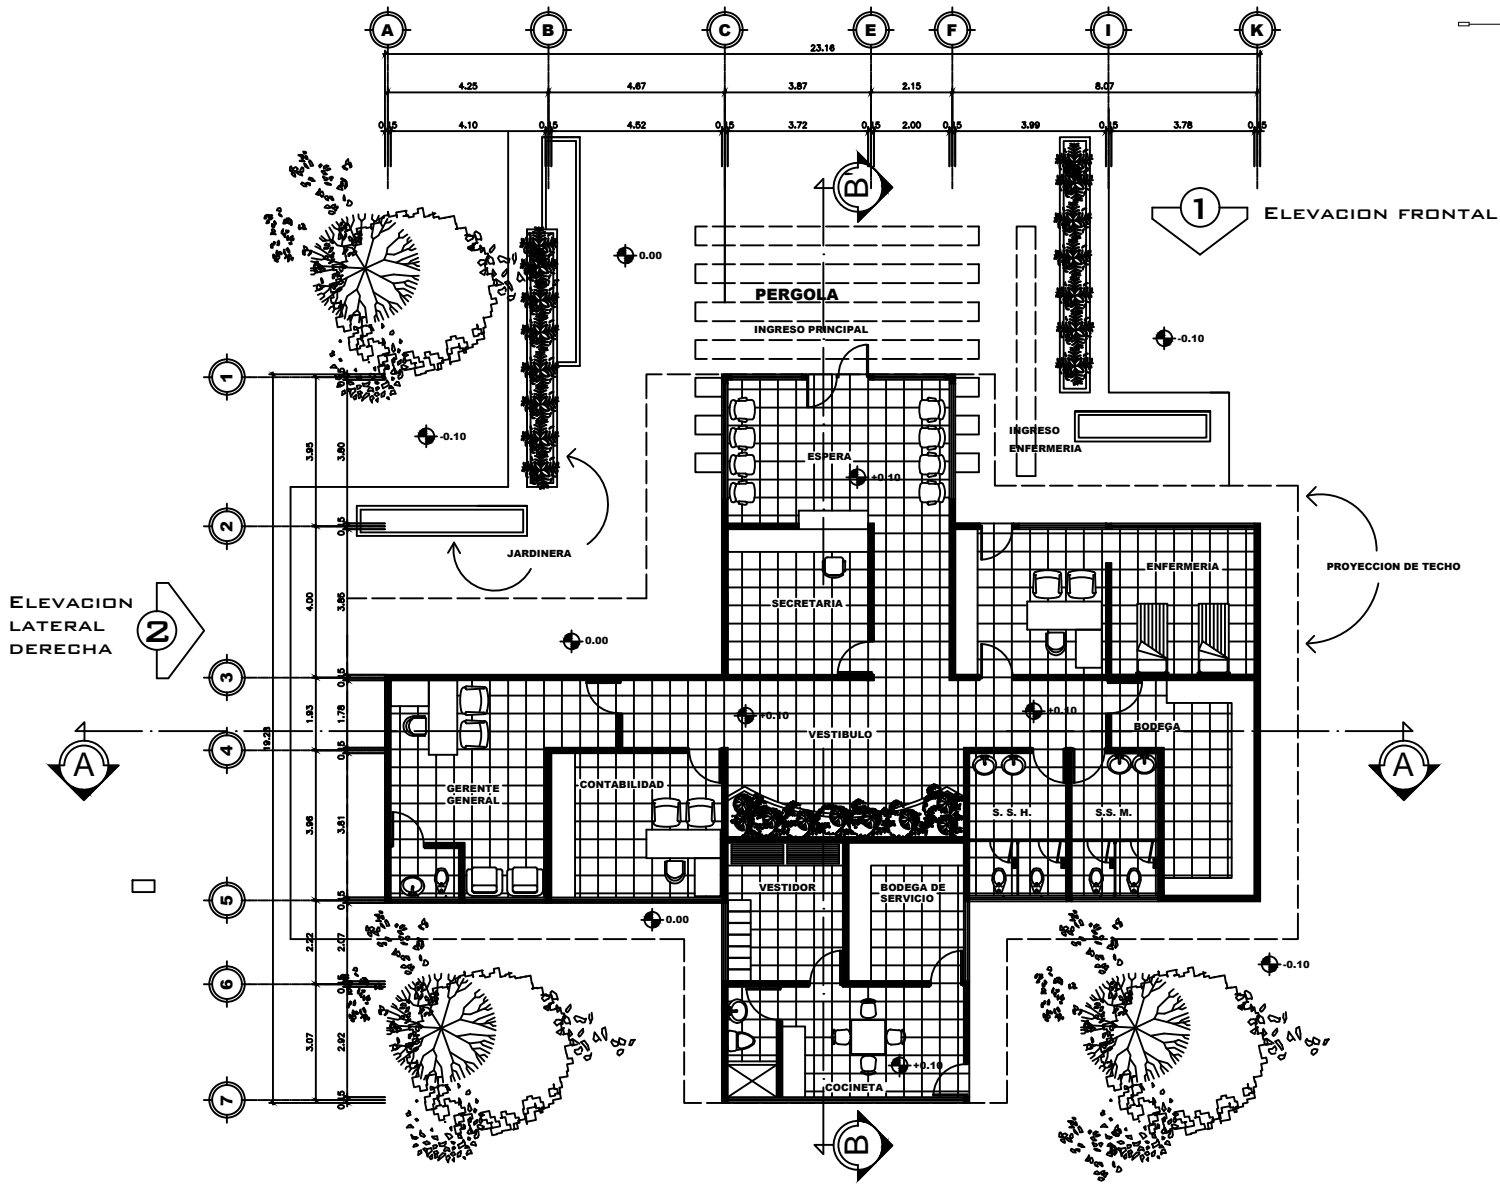 A B C E F I K
23.16
4.25 4.67 3.87 2.15 8.07
0.15 4.10 0.15 4.52 0.15 3.72 0.15 2.00 0.15 3.99 0.15 3.78 0.15
B
1 ELEVACION FRONTAL
0.00
PERGOLA
INGRESO PRINCIPAL
-0.10
1
-0.10
INGRESO
ENFERMERIA
3.95 3.80
ESPERA
+0.10
2
0.15
JARDINERA
ENFERMERIA
PROYECCION DE TECHO
ELEVACION
LATERAL
DERECHA
2
4.00 3.85
SECRETARIA
0.00
3
0.15
1.93 1.78
+0.10
+0.10
VESTIBULO
BODEGA
19.23
4
0.15
A
A
GERENTE
GENERAL
CONTABILIDAD
S. S. H.
S.S. M.
3.96 3.81
VESTIDOR
BODEGA DE
SERVICIO
5
0.15
0.00
2.22 2.07
-0.10
6
0.15
3.07 2.92
+0.10
COCINETA
7
0.15
B